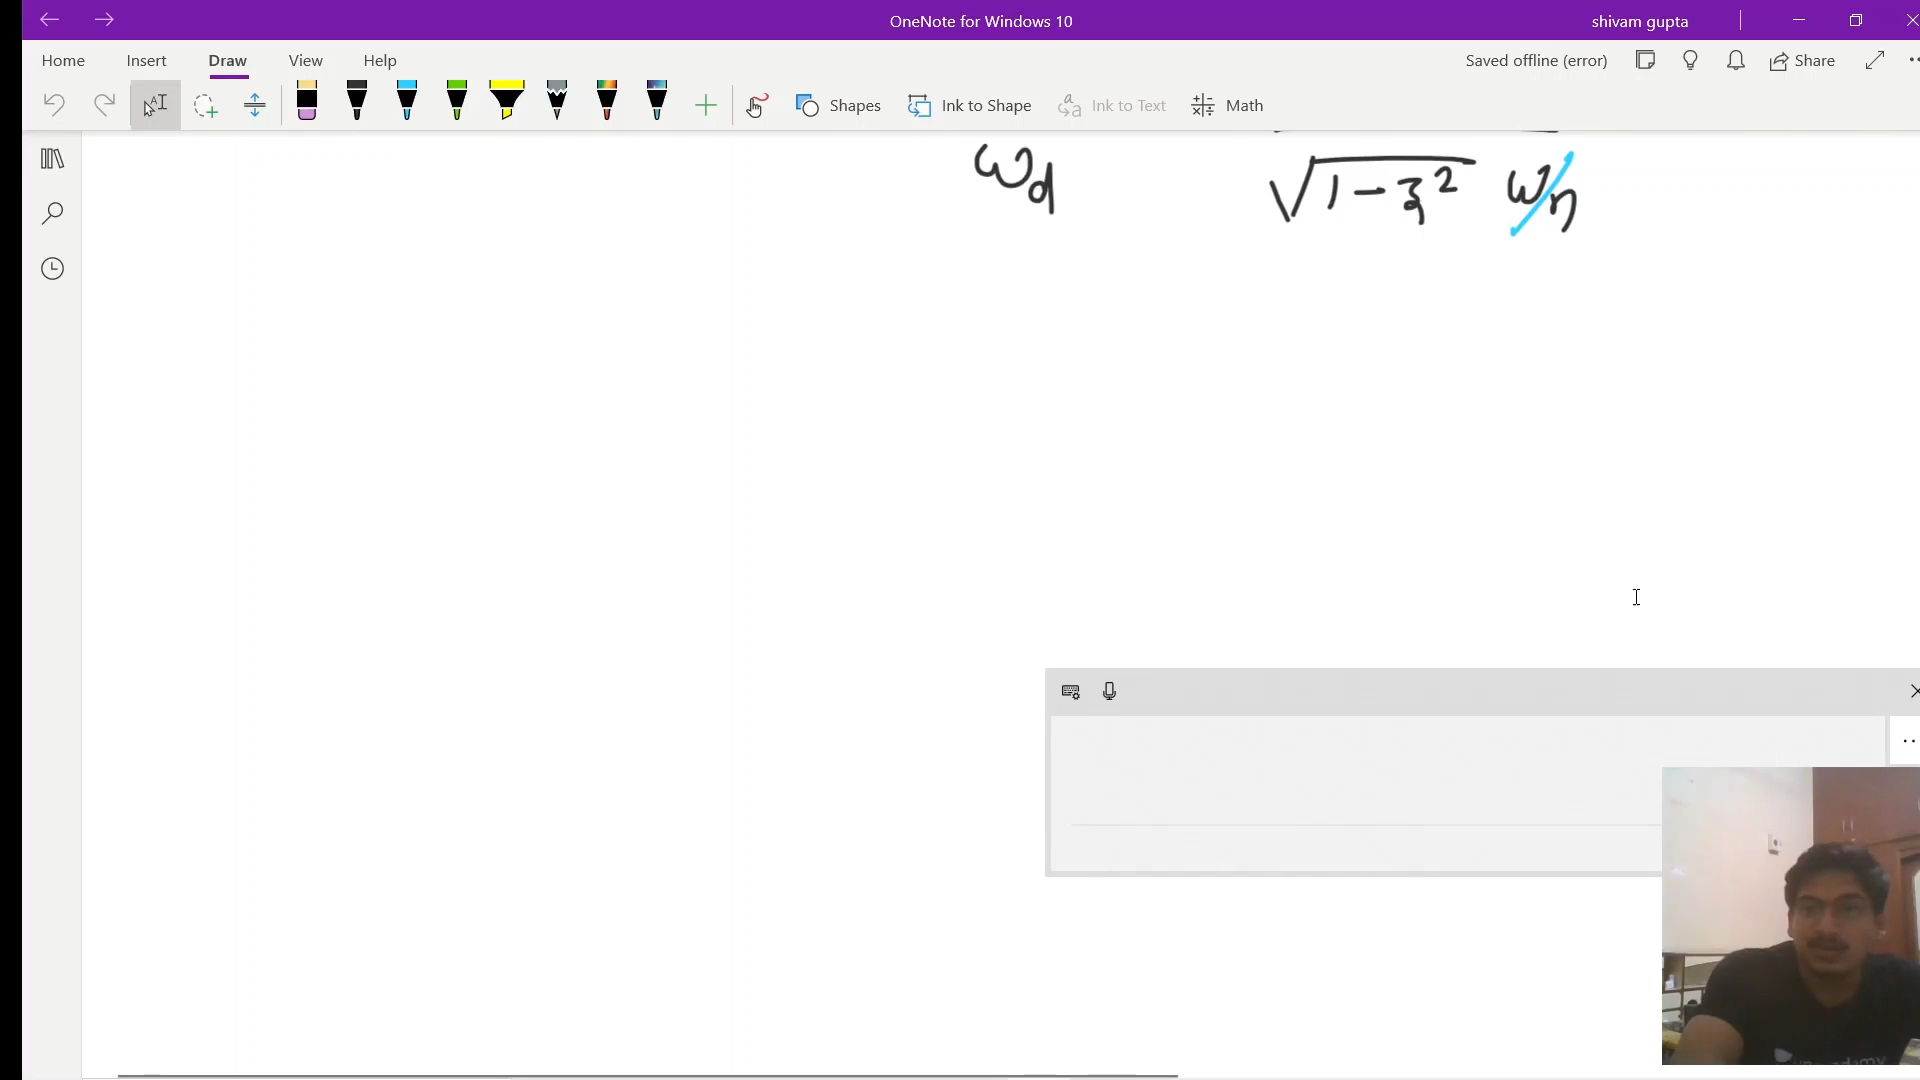 OneNote for Windows 10
shivam gupta
Home Insert Draw View Help
Saved offline (error) Share
Shapes Ink to Shape Ink to Text Math
ωd
√1-ξ² ωn